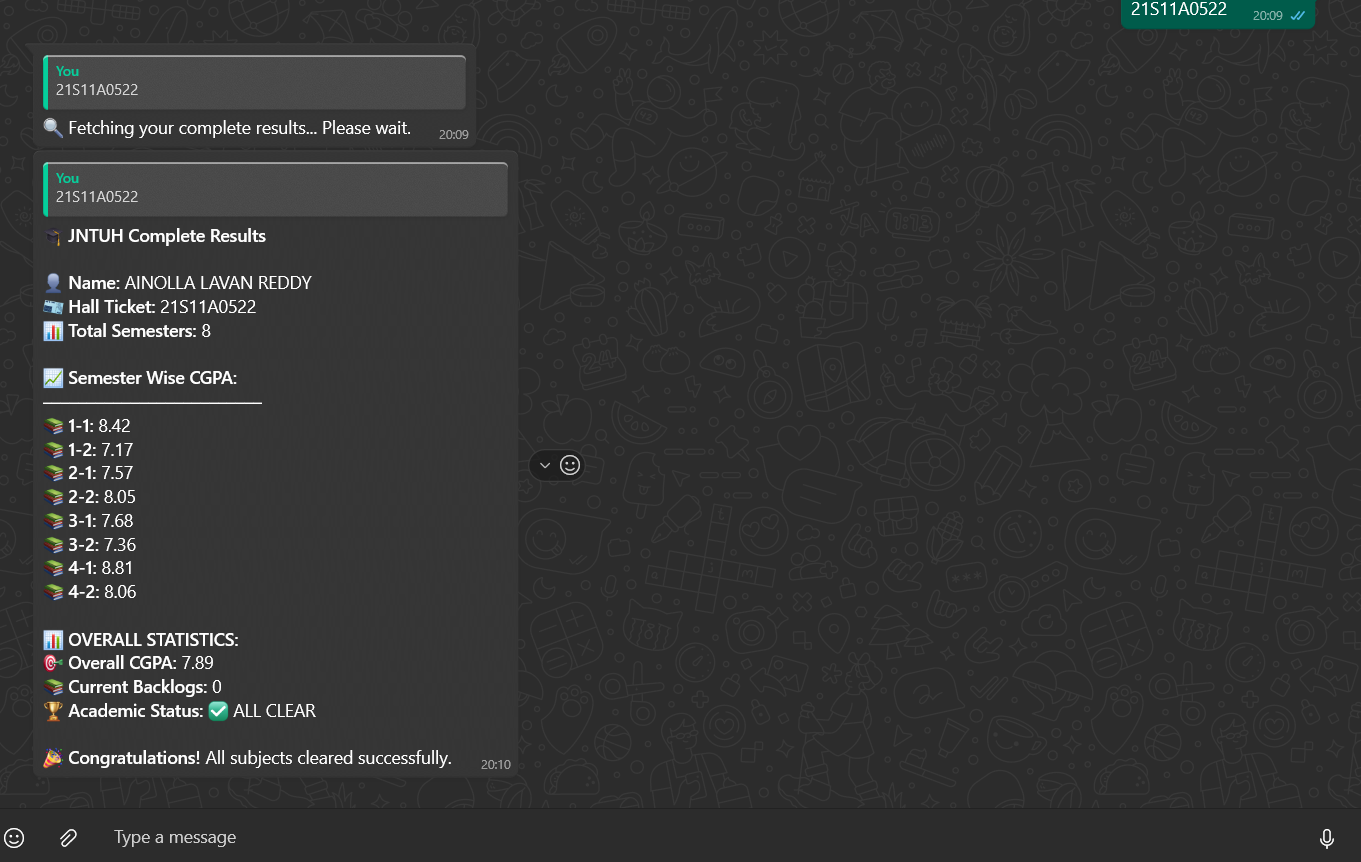 21S11A0522
20:09
You
21S11A0522
🔍 Fetching your complete results... Please wait.
20:09
You
21S11A0522
🎓 JNTUH Complete Results
👤 Name: AINOLLA LAVAN REDDY
🎫 Hall Ticket: 21S11A0522
📊 Total Semesters: 8
📈 Semester Wise CGPA:
📚 1-1: 8.42
📚 1-2: 7.17
📚 2-1: 7.57
📚 2-2: 8.05
📚 3-1: 7.68
📚 3-2: 7.36
📚 4-1: 8.81
📚 4-2: 8.06
📊 OVERALL STATISTICS:
🎯 Overall CGPA: 7.89
📚 Current Backlogs: 0
🏆 Academic Status: ✅ ALL CLEAR
🎉 Congratulations! All subjects cleared successfully.
20:10
Type a message